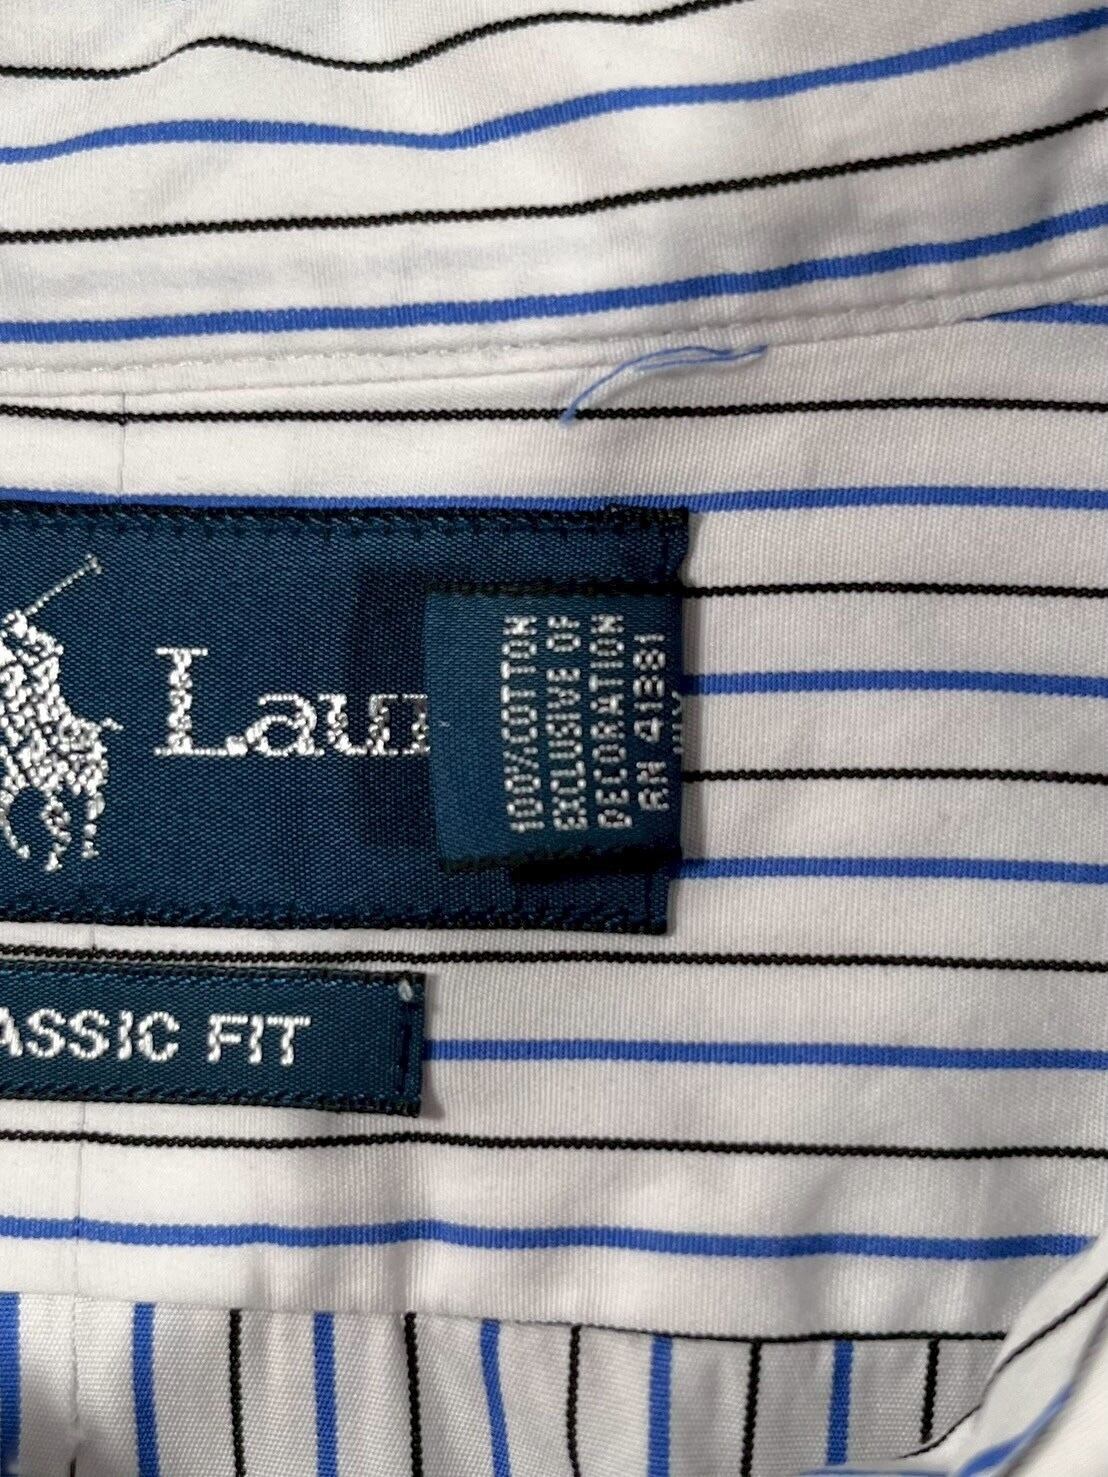 Lau
100% COTTON
EXCLUSIVE OF
DECORATION
RN 41381
ASSIC FIT